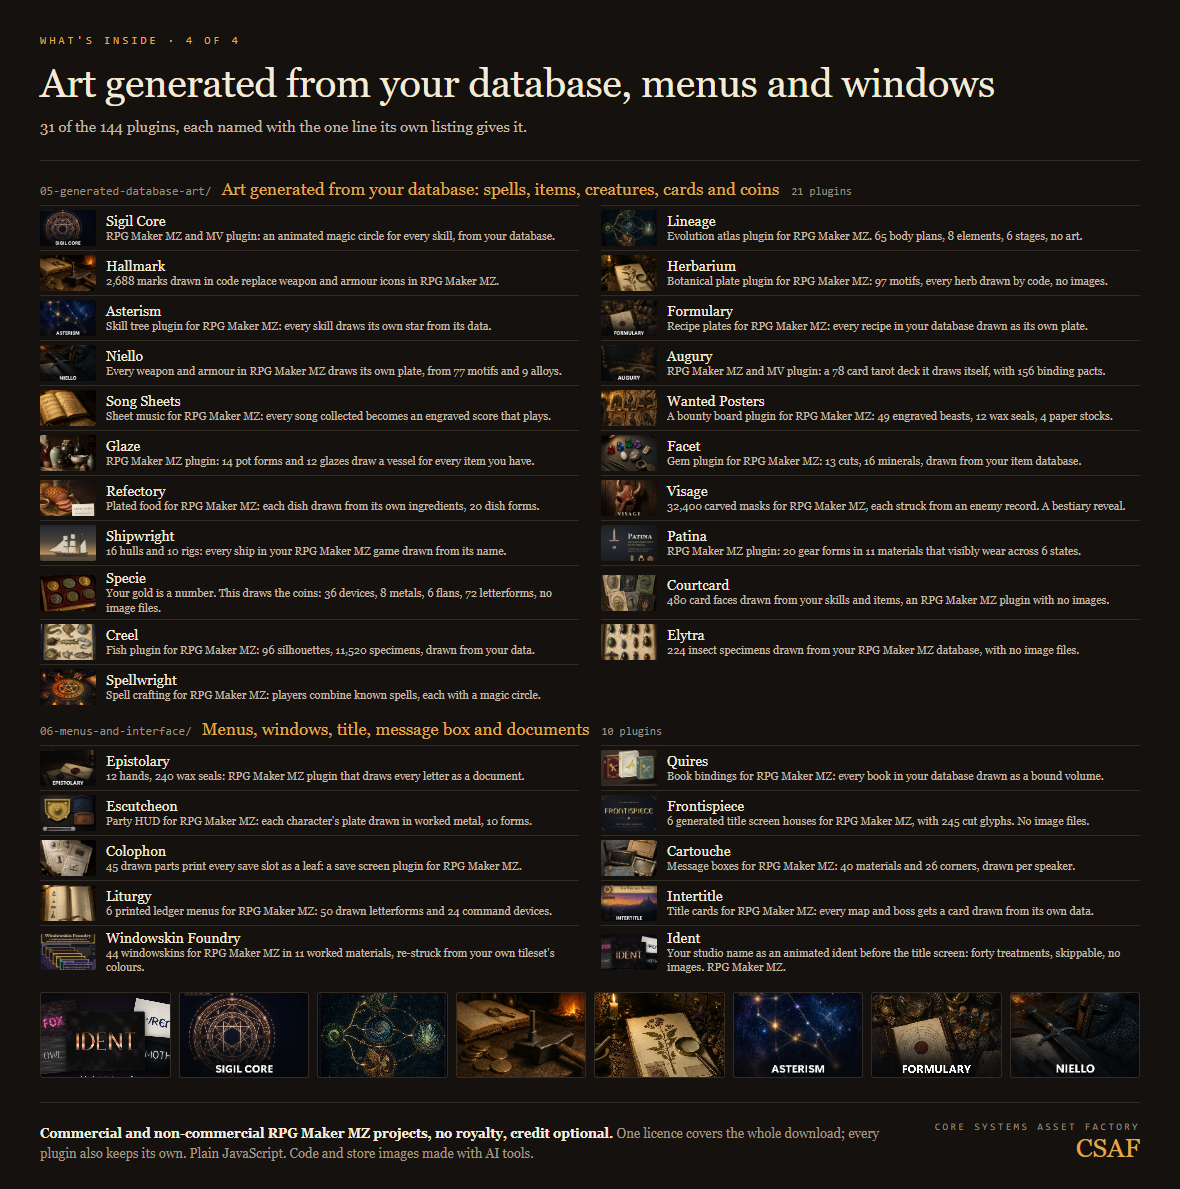 WHAT'S INSIDE · 4 OF 4
Art generated from your database, menus and windows
31 of the 144 plugins, each named with the one line its own listing gives it.
05-generated-database-art/ Art generated from your database: spells, items, creatures, cards and coins 21 plugins
SIGIL CORE
Sigil Core
RPG Maker MZ and MV plugin: an animated magic circle for every skill, from your database.
Lineage
Evolution atlas plugin for RPG Maker MZ. 65 body plans, 8 elements, 6 stages, no art.
Hallmark
2,688 marks drawn in code replace weapon and armour icons in RPG Maker MZ.
Herbarium
Botanical plate plugin for RPG Maker MZ: 97 motifs, every herb drawn by code, no images.
ASTERISM
Asterism
Skill tree plugin for RPG Maker MZ: every skill draws its own star from its data.
FORMULARY
Formulary
Recipe plates for RPG Maker MZ: every recipe in your database drawn as its own plate.
NIELLO
Niello
Every weapon and armour in RPG Maker MZ draws its own plate, from 77 motifs and 9 alloys.
AUGURY
Augury
RPG Maker MZ and MV plugin: a 78 card tarot deck it draws itself, with 156 binding pacts.
Song Sheets
Sheet music for RPG Maker MZ: every song collected becomes an engraved score that plays.
Wanted Posters
A bounty board plugin for RPG Maker MZ: 49 engraved beasts, 12 wax seals, 4 paper stocks.
Glaze
RPG Maker MZ plugin: 14 pot forms and 12 glazes draw a vessel for every item you have.
Facet
Gem plugin for RPG Maker MZ: 13 cuts, 16 minerals, drawn from your item database.
Refectory
Plated food for RPG Maker MZ: each dish drawn from its own ingredients, 20 dish forms.
VISAGE
Visage
32,400 carved masks for RPG Maker MZ, each struck from an enemy record. A bestiary reveal.
Shipwright
16 hulls and 10 rigs: every ship in your RPG Maker MZ game drawn from its name.
PATINA
Patina
RPG Maker MZ plugin: 20 gear forms in 11 materials that visibly wear across 6 states.
Specie
Your gold is a number. This draws the coins: 36 devices, 8 metals, 6 flans, 72 letterforms, no
image files.
Courtcard
480 card faces drawn from your skills and items, an RPG Maker MZ plugin with no images.
Creel
Fish plugin for RPG Maker MZ: 96 silhouettes, 11,520 specimens, drawn from your data.
Elytra
224 insect specimens drawn from your RPG Maker MZ database, with no image files.
Spellwright
Spell crafting for RPG Maker MZ: players combine known spells, each with a magic circle.
06-menus-and-interface/ Menus, windows, title, message box and documents 10 plugins
EPISTOLARY
Epistolary
12 hands, 240 wax seals: RPG Maker MZ plugin that draws every letter as a document.
Quires
Book bindings for RPG Maker MZ: every book in your database drawn as a bound volume.
Escutcheon
Party HUD for RPG Maker MZ: each character's plate drawn in worked metal, 10 forms.
FRONTISPIECE
Frontispiece
6 generated title screen houses for RPG Maker MZ, with 245 cut glyphs. No image files.
Colophon
45 drawn parts print every save slot as a leaf: a save screen plugin for RPG Maker MZ.
Cartouche
Message boxes for RPG Maker MZ: 40 materials and 26 corners, drawn per speaker.
Liturgy
6 printed ledger menus for RPG Maker MZ: 50 drawn letterforms and 24 command devices.
INTERTITLE
Intertitle
Title cards for RPG Maker MZ: every map and boss gets a card drawn from its own data.
Windowskin Foundry
Windowskin Foundry
44 windowskins for RPG Maker MZ in 11 worked materials, re-struck from your own tileset's
colours.
IDENT
Ident
Your studio name as an animated ident before the title screen: forty treatments, skippable, no
images. RPG Maker MZ.
FOX
OWL
IDENT
MOTH
SIGIL CORE
ASTERISM
FORMULARY
NIELLO
Commercial and non-commercial RPG Maker MZ projects, no royalty, credit optional. One licence covers the whole download; every
plugin also keeps its own. Plain JavaScript. Code and store images made with AI tools.
CORE SYSTEMS ASSET FACTORY
CSAF